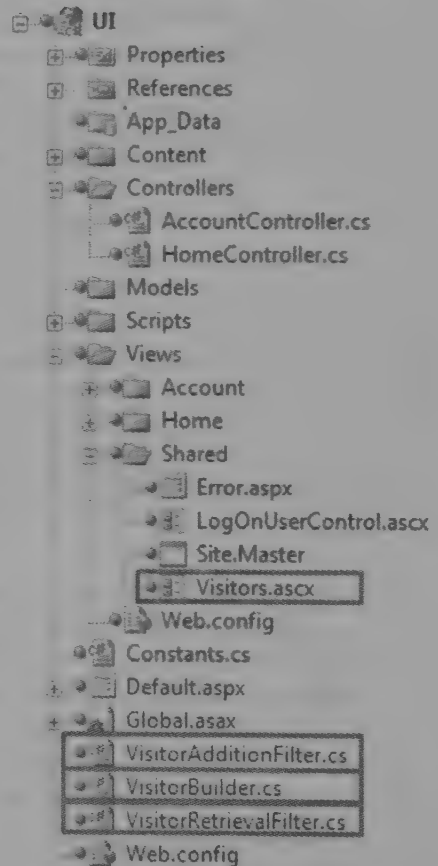 UI
Properties
References
App_Data
Content
Controllers
AccountController.cs
HomeController.cs
Models
Scripts
Views
Account
Home
Shared
Error.aspx
LogOnUserControl.ascx
Site.Master
Visitors.ascx
Web.config
Constants.cs
Default.aspx
Global.asax
VisitorAdditionFilter.cs
VisitorBuilder.cs
VisitorRetrievalFilter.cs
Web.config